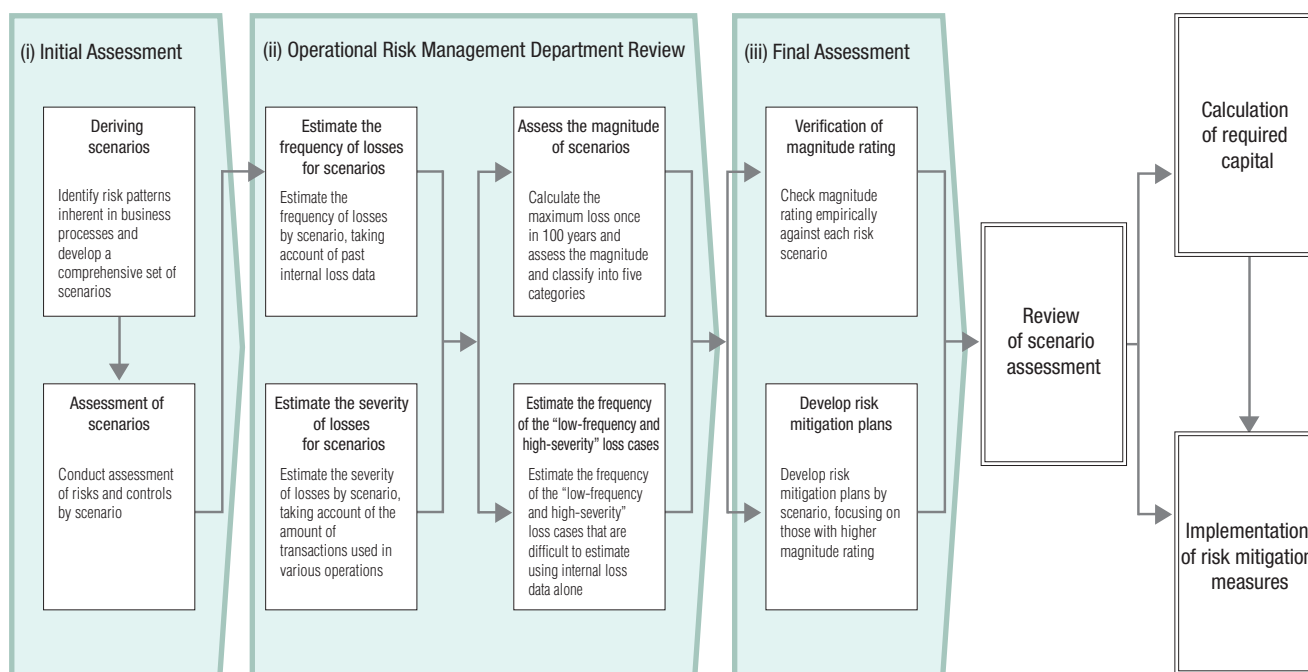 (i) Initial Assessment
Deriving
scenarios
Identify risk patterns
inherent in business
processes and
develop a
comprehensive set of
scenarios
Assessment of
scenarios
Conduct assessment
of risks and controls
by scenario
(ii) Operational Risk Management Department Review
Estimate the
frequency of losses
for scenarios
Estimate the
frequency of losses
by scenario, taking
account of past
internal loss data
Estimate the severity
of losses
for scenarios
Estimate the severity
of losses by scenario,
taking account of the
amount of
transactions used in
various operations
Assess the magnitude
of scenarios
Calculate the
maximum loss once
in 100 years and
assess the magnitude
and classify into five
categories
Estimate the frequency
of the “low-frequency and
high-severity” loss cases
Estimate the frequency
of the “low-frequency
and high-severity”
loss cases that are
difficult to estimate
using internal loss
data alone
(iii) Final Assessment
Verification of
magnitude rating
Check magnitude
rating empirically
against each risk
scenario
Develop risk
mitigation plans
Develop risk
mitigation plans by
scenario, focusing on
those with higher
magnitude rating
Review
of scenario
assessment
Calculation
of required
capital
Implementation
of risk mitigation
measures